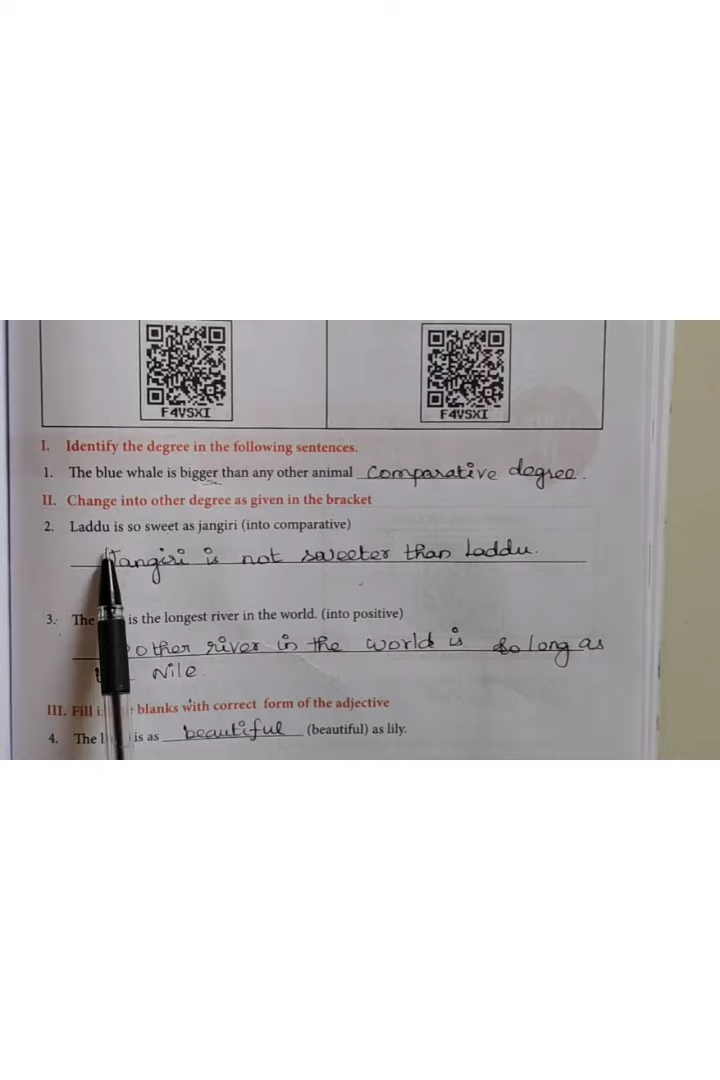 F4VSXI F4VSXI
I. Identify the degree in the following sentences.
1. The blue whale is bigger than any other animal comparative degree.
II. Change into other degree as given in the bracket
2. Laddu is so sweet as jangiri (into comparative)
Jangiri is not sweeter than Laddu.
3. The is the longest river in the world. (into positive)
other river in the world is so long as
Nile.
III. Fill blanks with correct form of the adjective
4. The is as beautiful (beautiful) as lily.